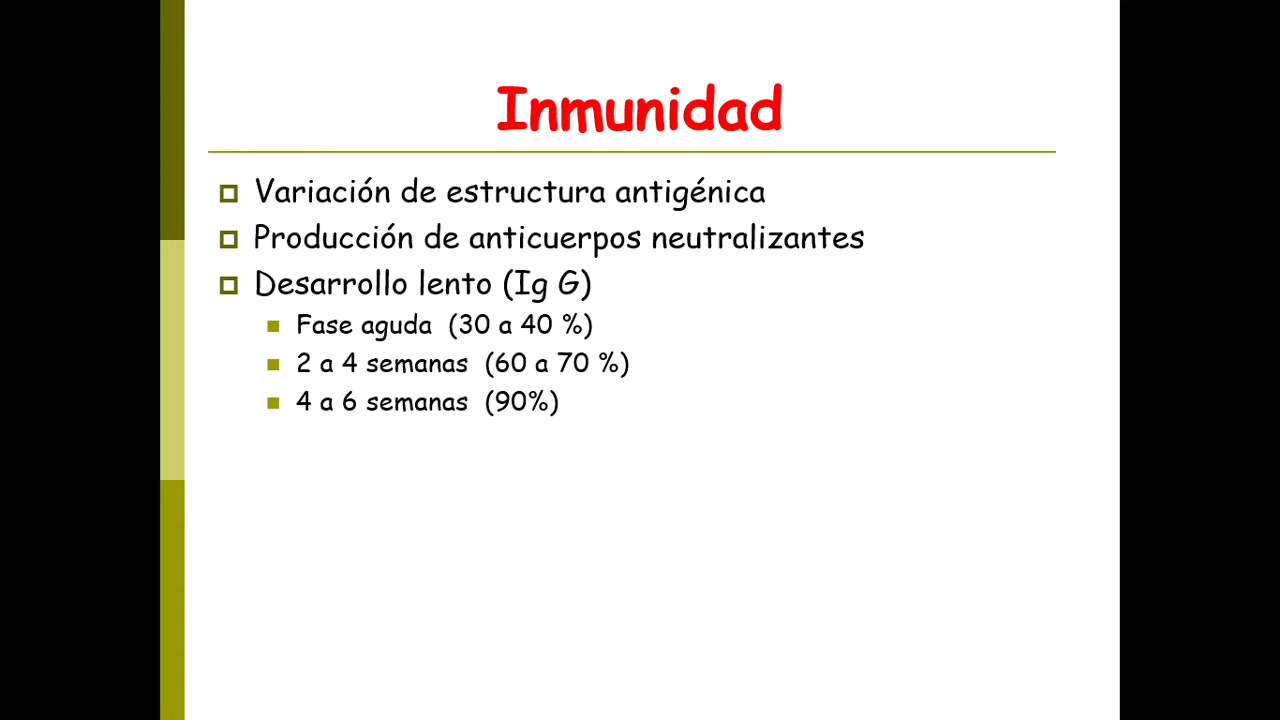 Inmunidad
Variación de estructura antigénica
Producción de anticuerpos neutralizantes
Desarrollo lento (Ig G)
Fase aguda (30 a 40 %)
2 a 4 semanas (60 a 70 %)
4 a 6 semanas (90%)